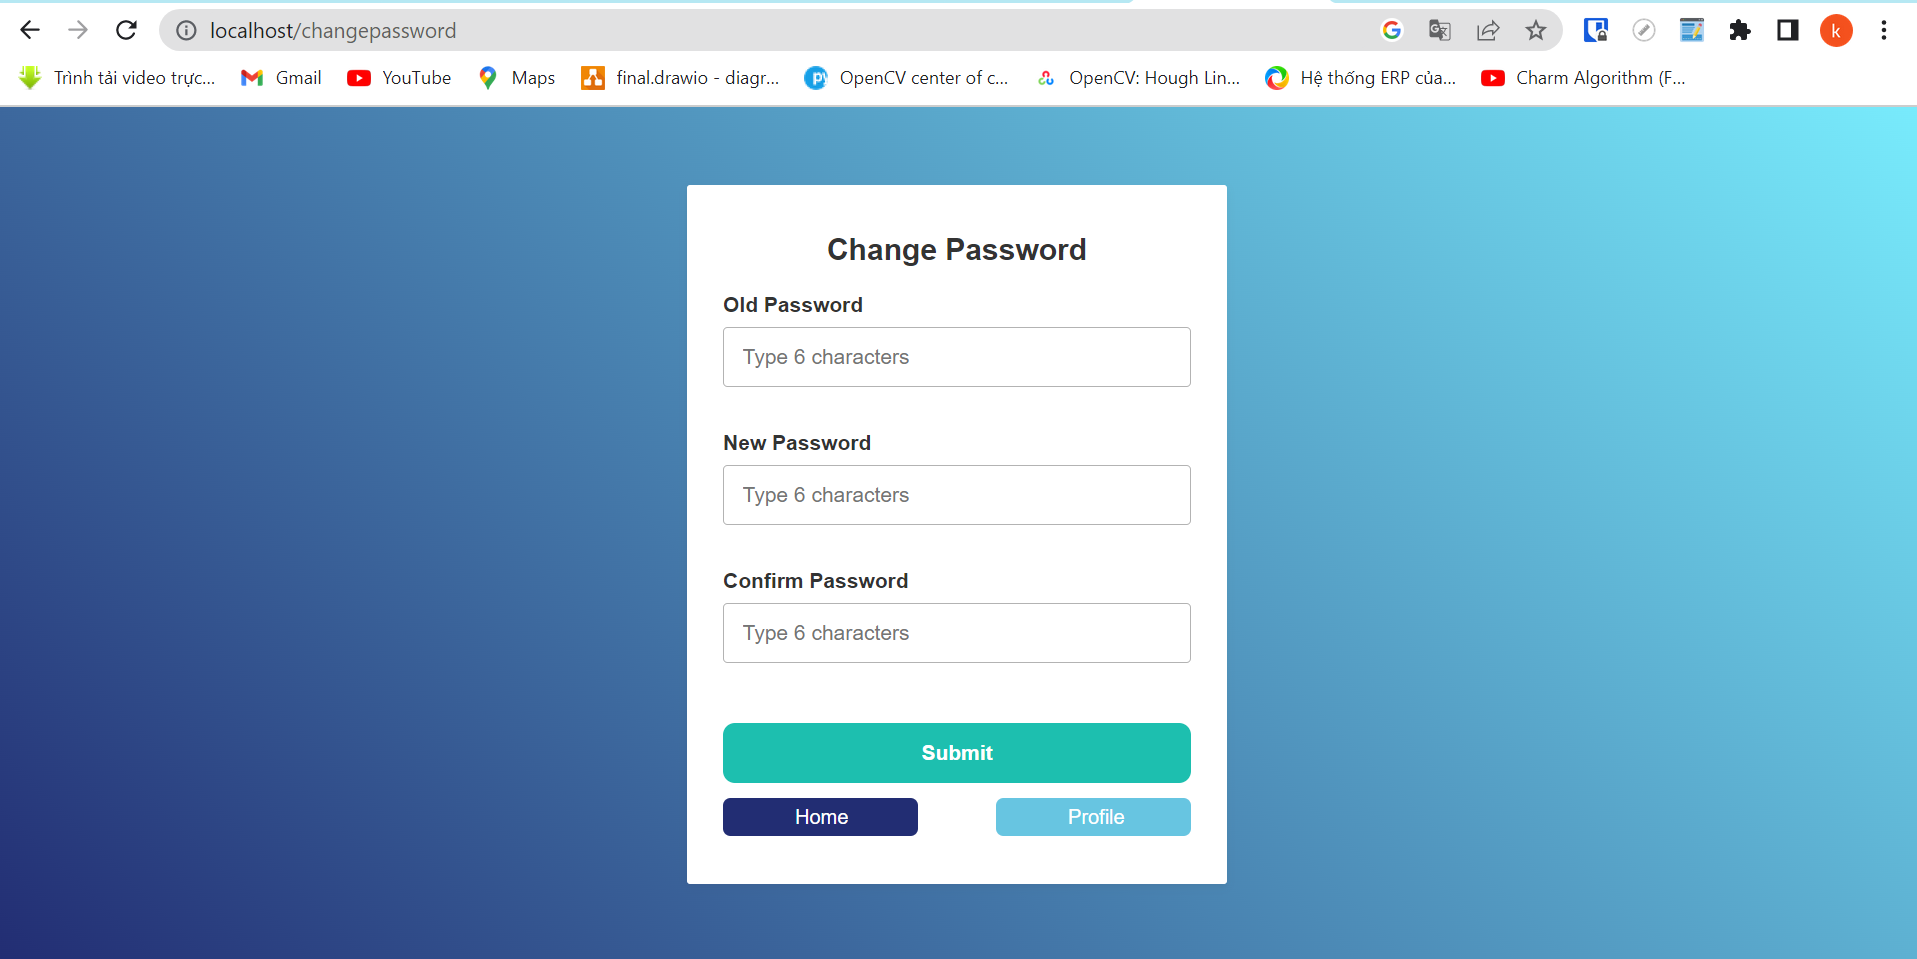 localhost/changepassword
k
Trình tải video trực... Gmail YouTube Maps final.drawio - diagr... OpenCV center of c... OpenCV: Hough Lin... Hệ thống ERP của... Charm Algorithm (F...
Change Password
Old Password
Type 6 characters
New Password
Type 6 characters
Confirm Password
Type 6 characters
Submit
Home Profile